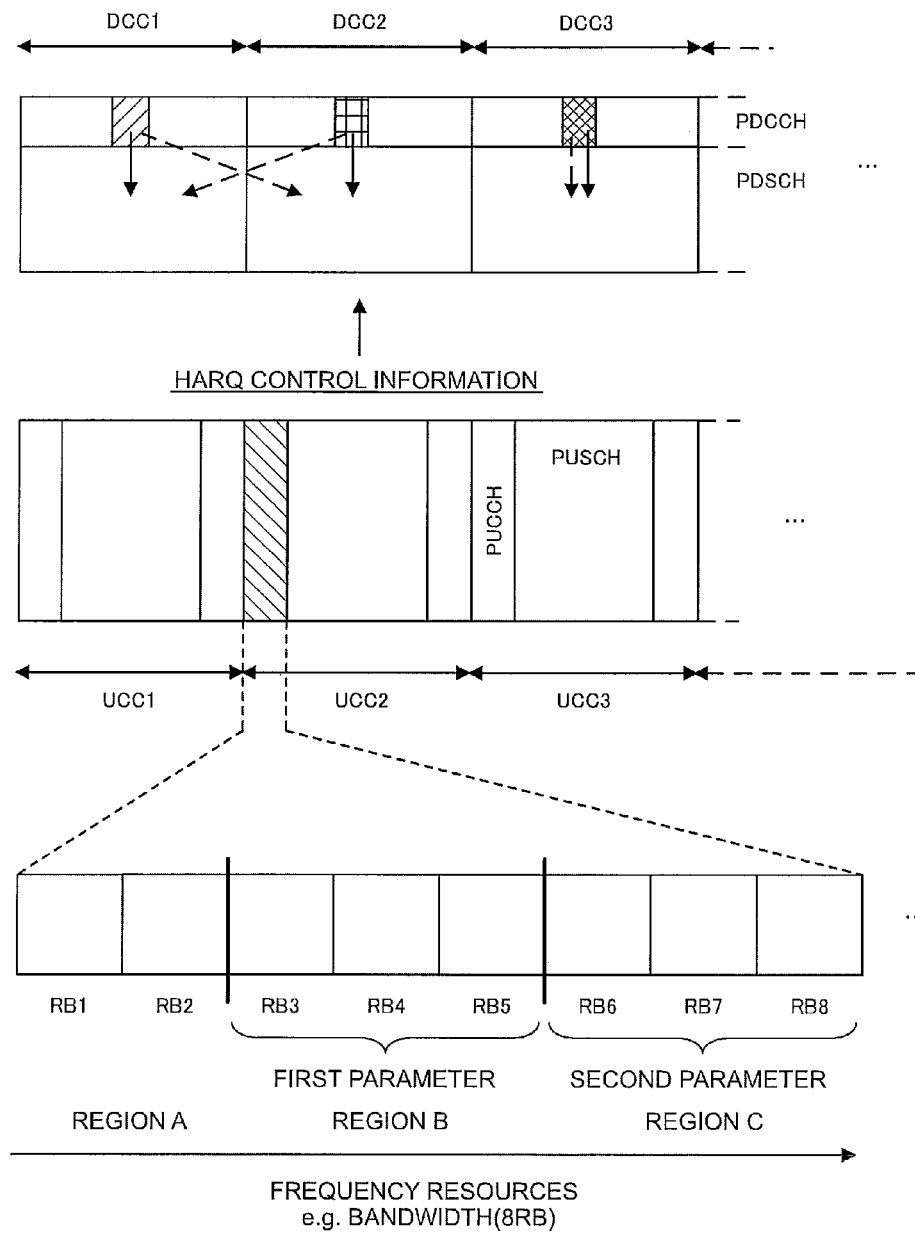 DCC1 DCC2 DCC3
PDCCH
...
PDSCH
HARQ CONTROL INFORMATION
PUCCH
PUSCH
...
UCC1 UCC2 UCC3
..
RB1 RB2 RB3 RB4 RB5 RB6 RB7 RB8
FIRST PARAMETER SECOND PARAMETER
REGION A REGION B REGION C
FREQUENCY RESOURCES
e.g. BANDWIDTH(8RB)